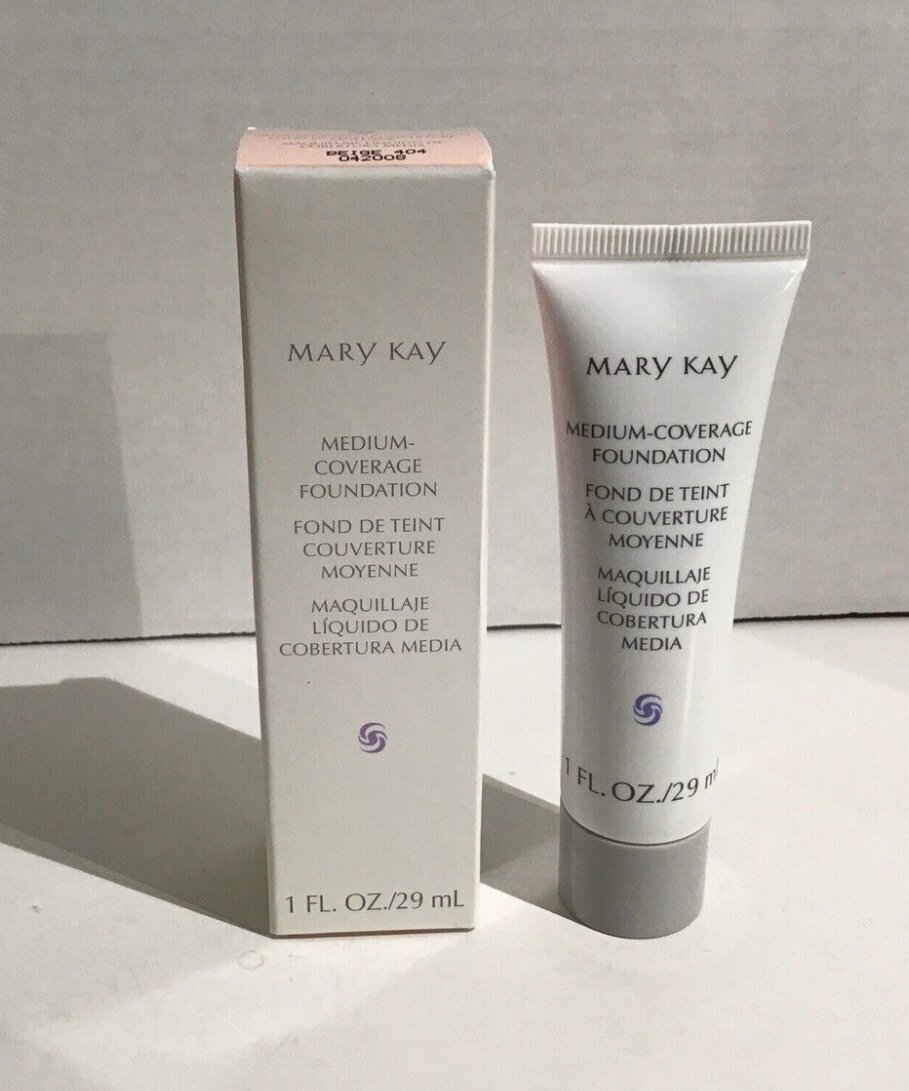 BEIGE 404
042008
MARY KAY
MEDIUM-
COVERAGE
FOUNDATION
FOND DE TEINT
COUVERTURE
MOYENNE
MAQUILLAJE
LÍQUIDO DE
COBERTURA MEDIA
1 FL. OZ./29 mL
MARY KAY
MEDIUM-COVERAGE
FOUNDATION
FOND DE TEINT
À COUVERTURE
MOYENNE
MAQUILLAJE
LÍQUIDO DE
COBERTURA
MEDIA
1 FL. OZ./29 mL